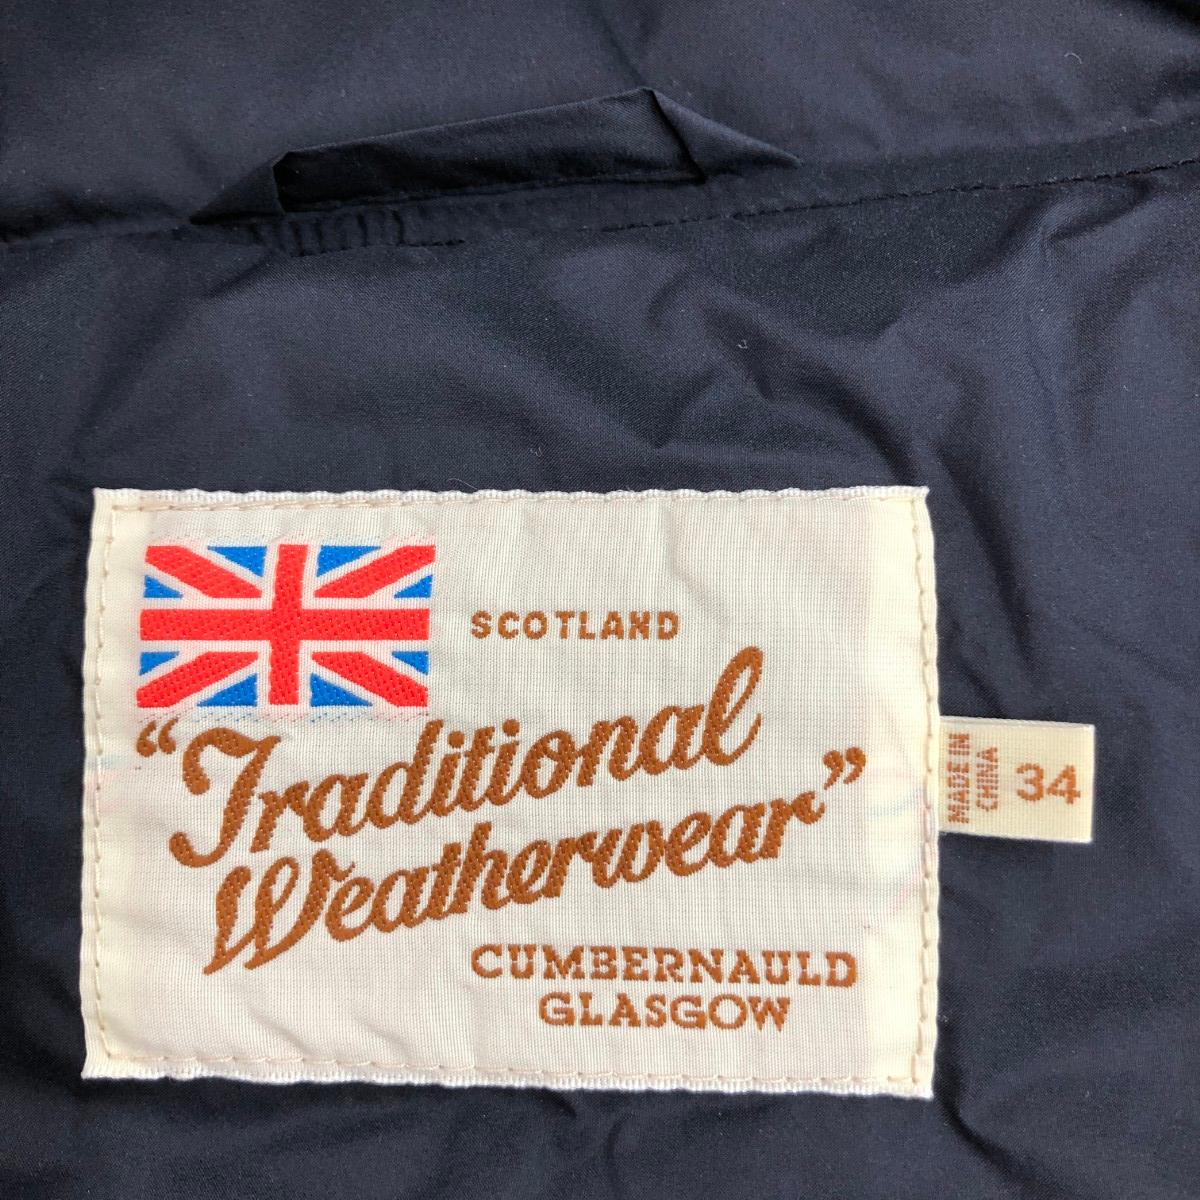 SCOTLAND
"Traditional
Weatherwear"
CUMBERNAULD
GLASGOW
MADE IN
CHINA
34